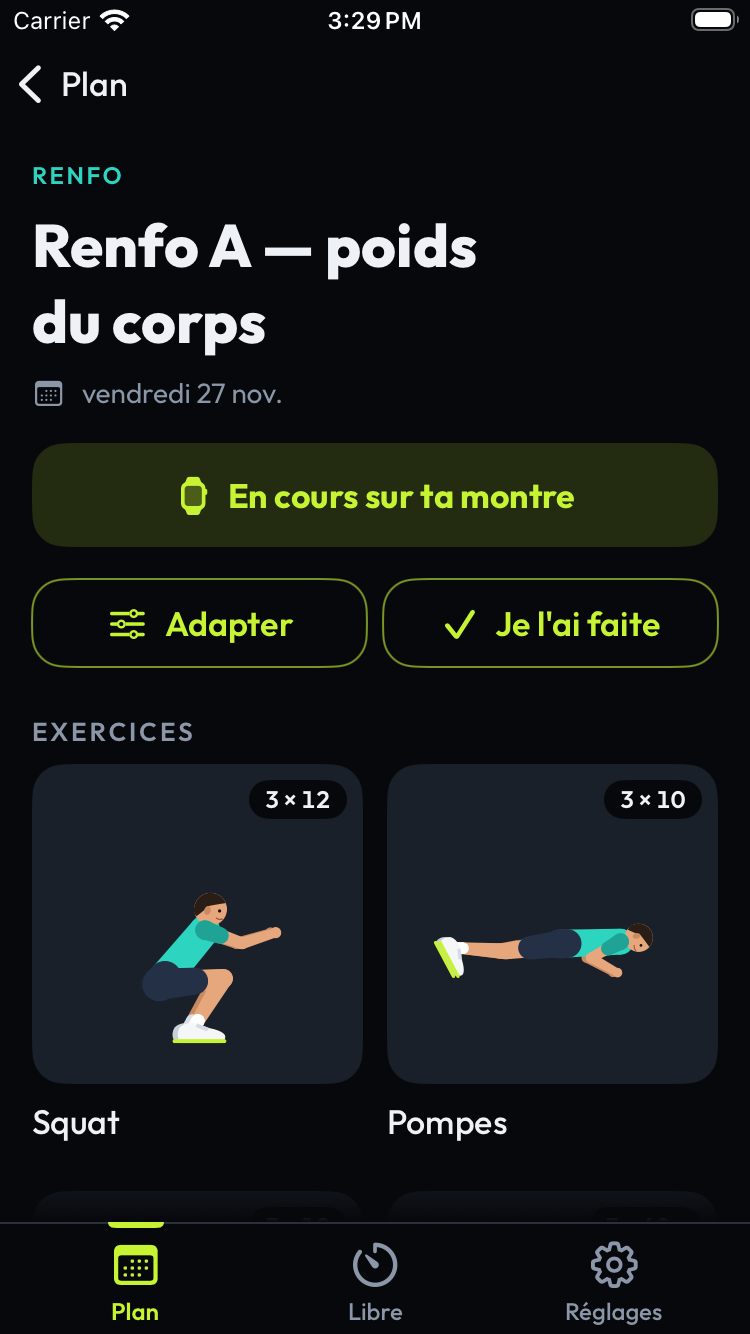 Carrier 3:29 PM
Plan
RENFO
Renfo A — poids
du corps
vendredi 27 nov.
En cours sur ta montre
Adapter Je l'ai faite
EXERCICES
3 × 12 3 × 10
Squat Pompes
Plan Libre Réglages